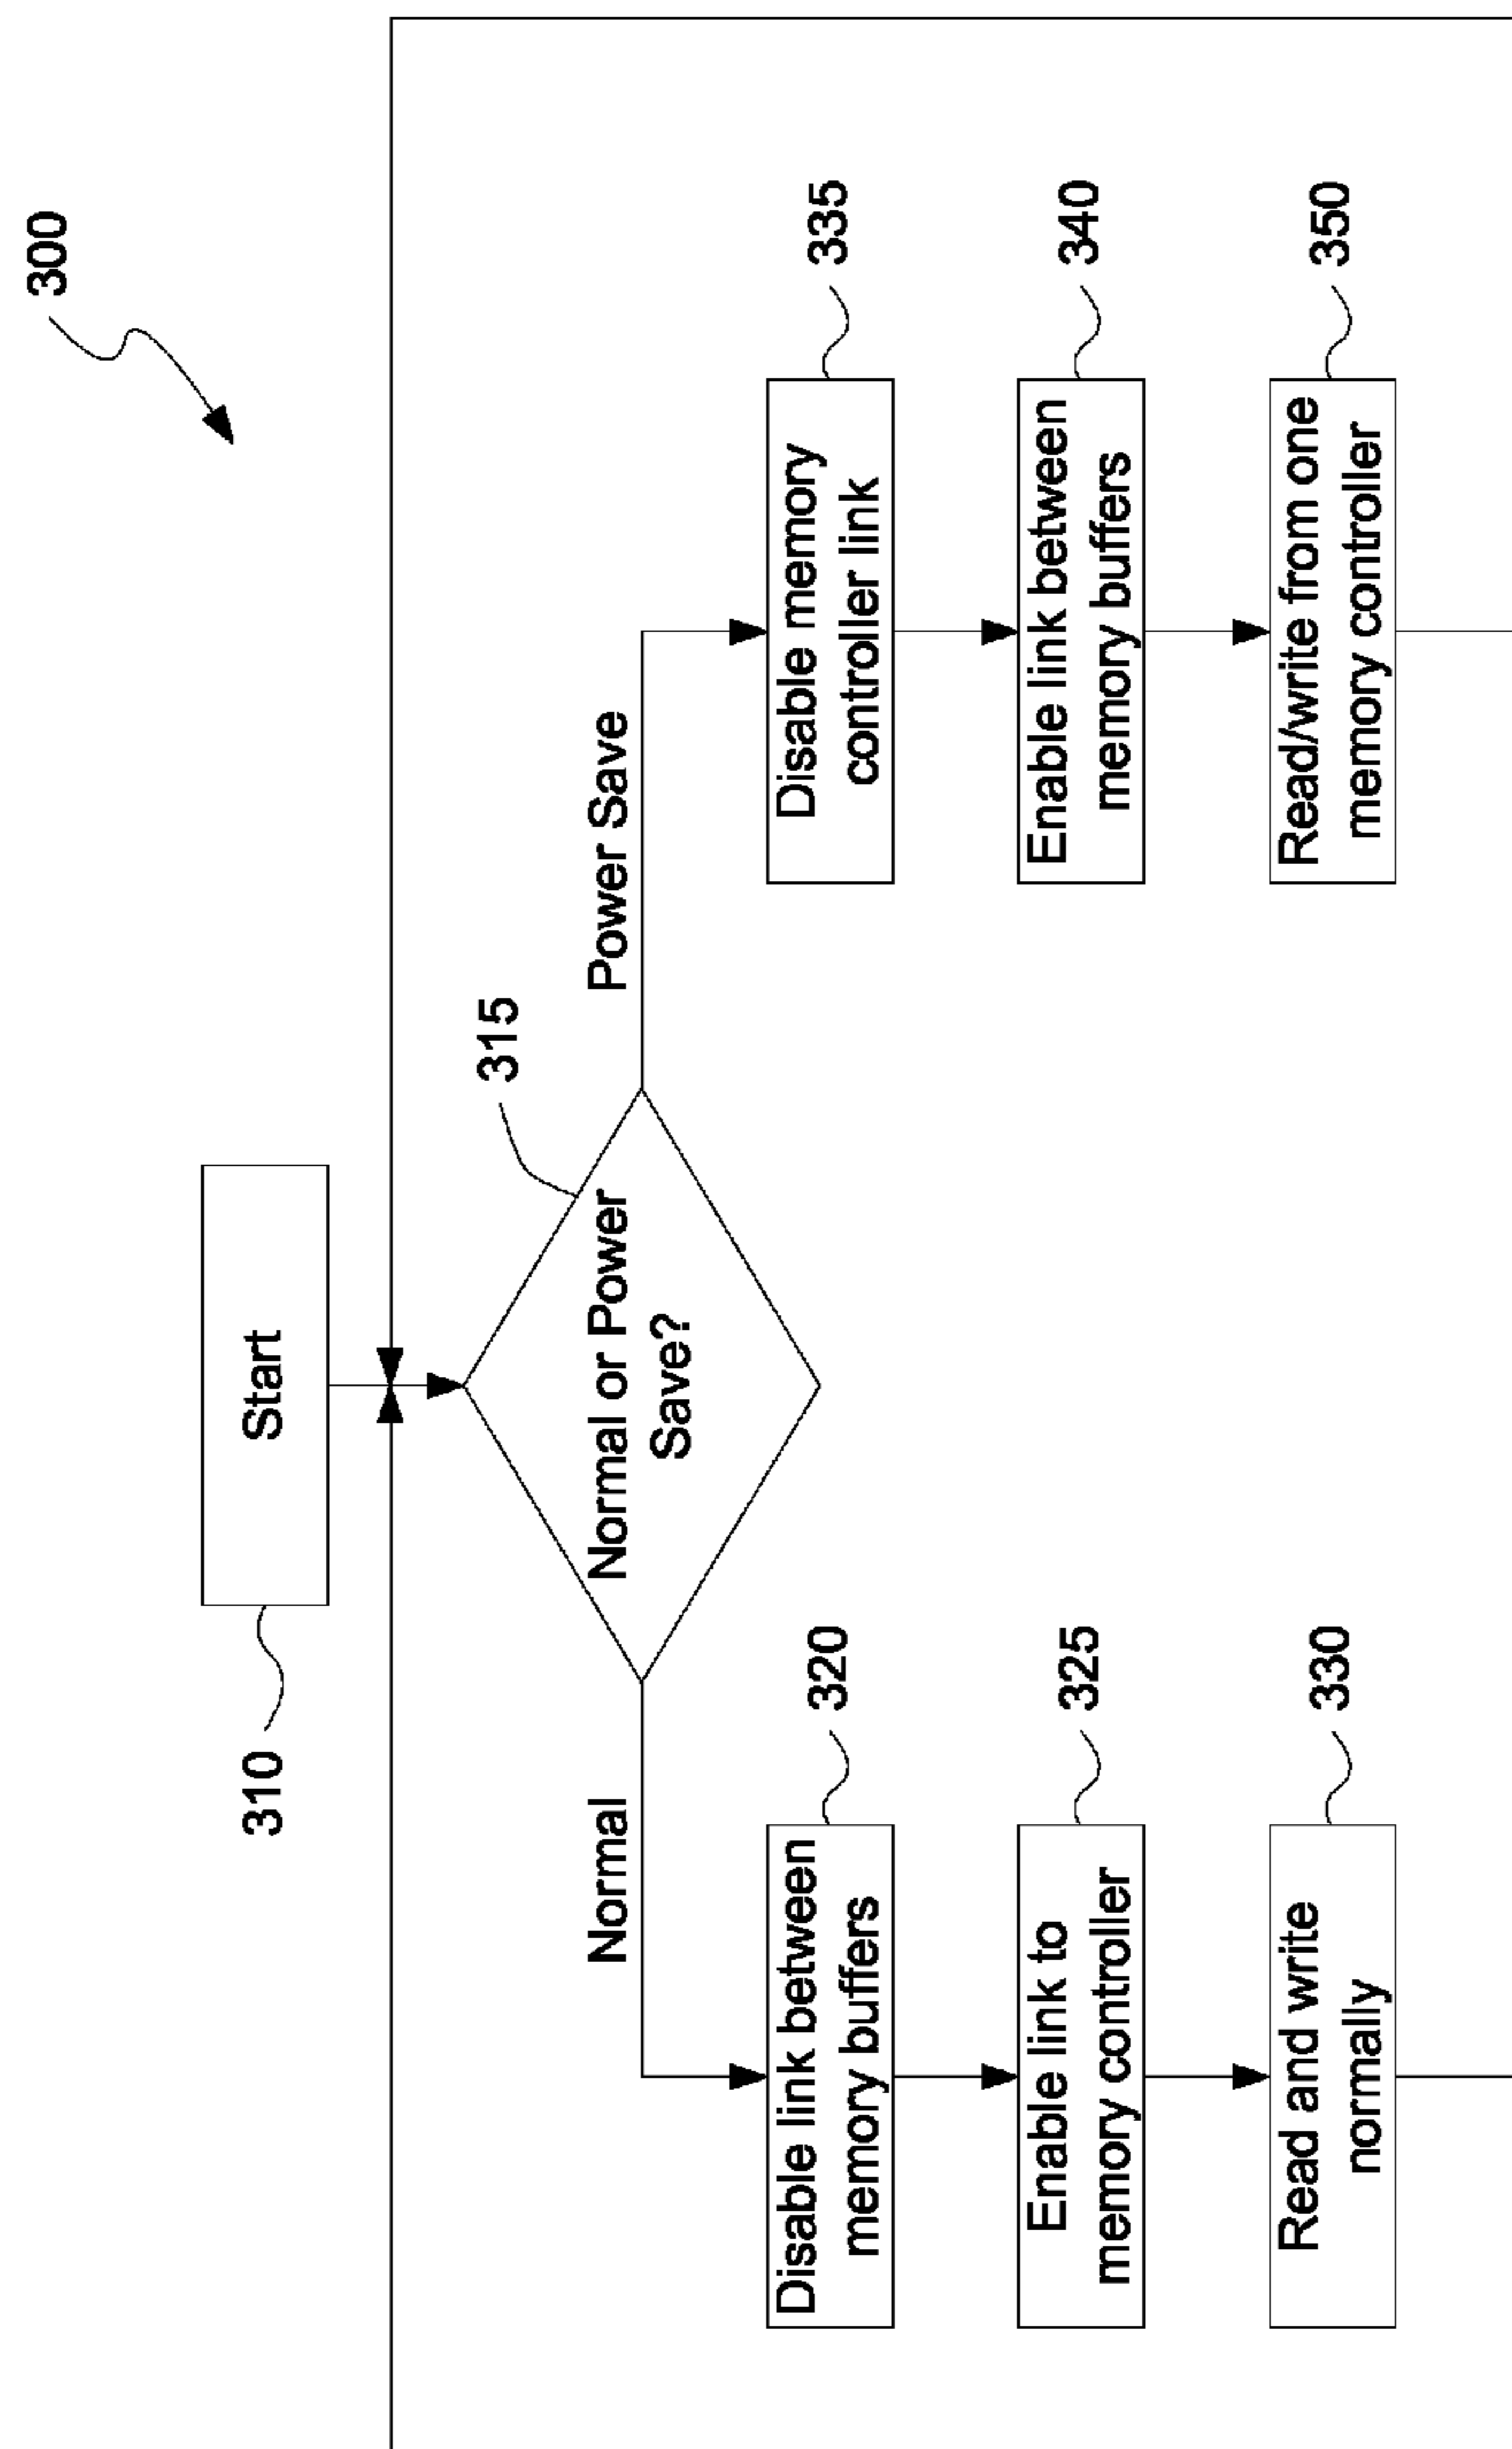 300
Start
310
Normal or Power
Save?
315
Normal
Power Save
Disable link between
memory buffers
320
Disable memory
controller link
335
Enable link to
memory controller
325
Enable link between
memory buffers
340
Read and write
normally
330
Read/write from one
memory controller
350